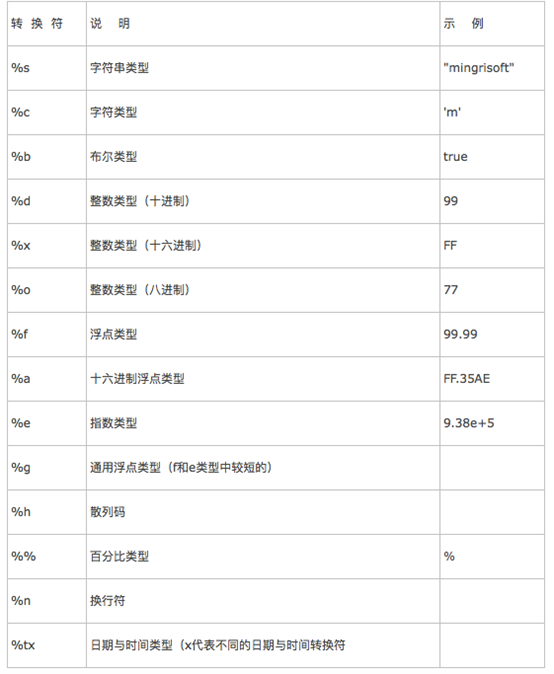 转 换 符 说 明 示 例
%s 字符串类型 "mingrisoft"
%c 字符类型 'm'
%b 布尔类型 true
%d 整数类型（十进制） 99
%x 整数类型（十六进制） FF
%o 整数类型（八进制） 77
%f 浮点类型 99.99
%a 十六进制浮点类型 FF.35AE
%e 指数类型 9.38e+5
%g 通用浮点类型（f和e类型中较短的）
%h 散列码
%% 百分比类型 %
%n 换行符
%tx 日期与时间类型（x代表不同的日期与时间转换符